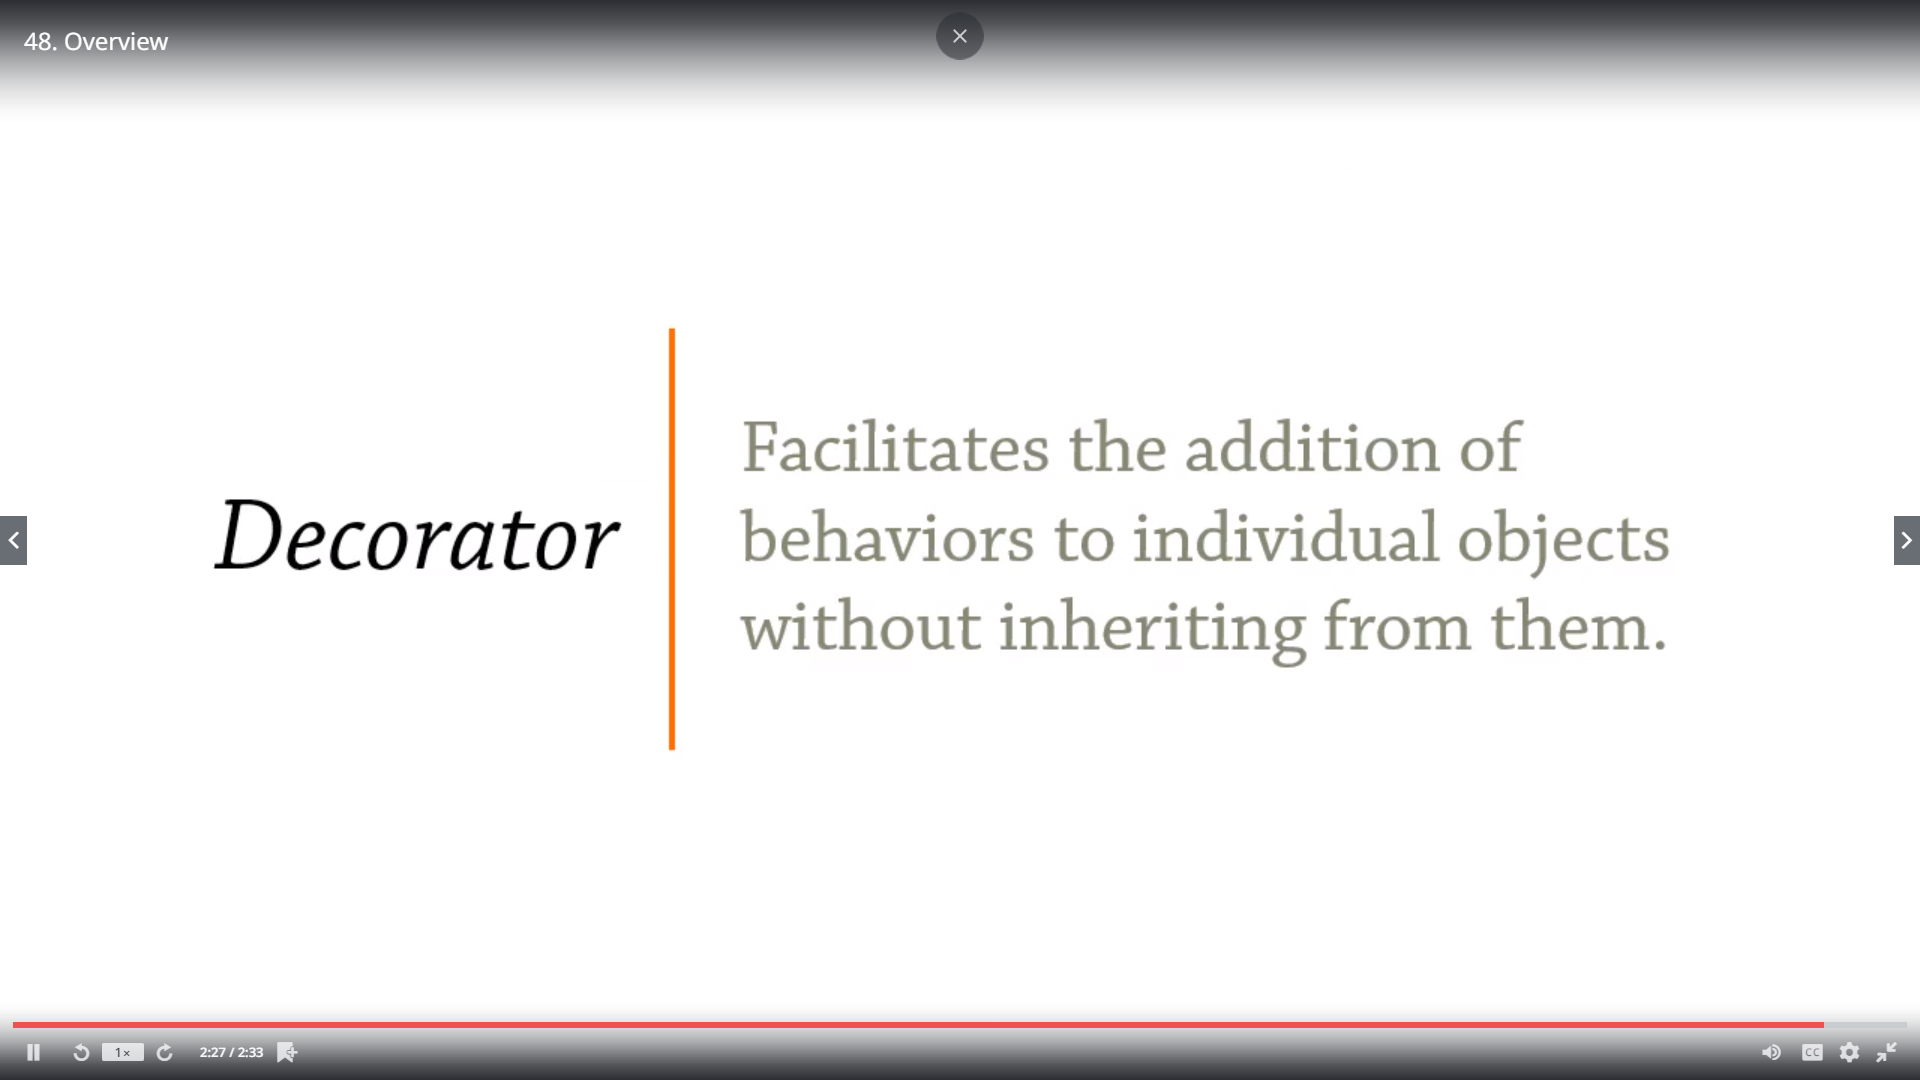 48. Overview
Decorator
Facilitates the addition of
behaviors to individual objects
without inheriting from them.
1×
2:27 / 2:33
CC